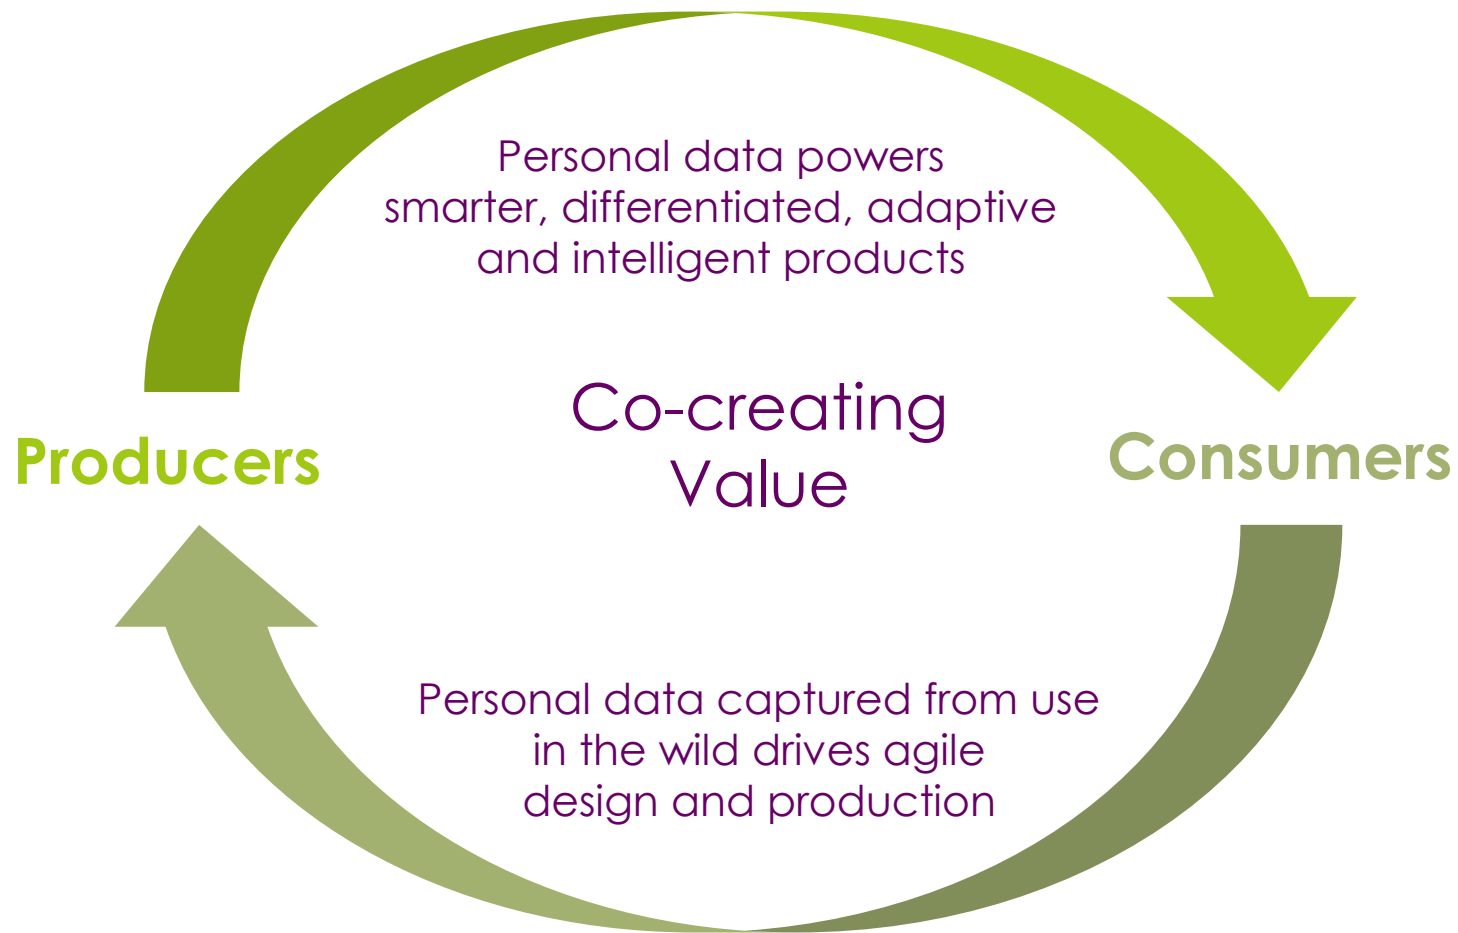 Personal data powers
smarter, differentiated, adaptive
and intelligent products
Co-creating
Value
Producers
Consumers
Personal data captured from use
in the wild drives agile
design and production